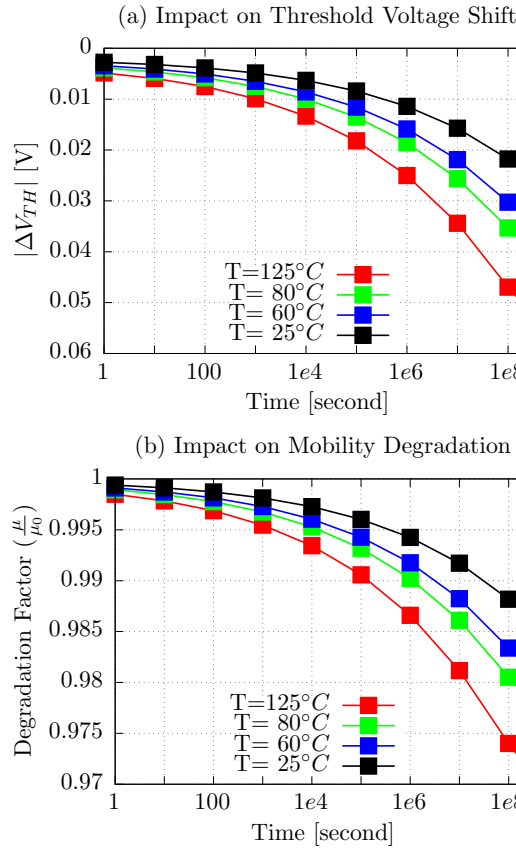 (a) Impact on Threshold Voltage Shift
0
0.01
0.02
0.03
0.04
0.05
0.06
|ΔV_TH| [V]
T=125°C
T= 80°C
T= 60°C
T= 25°C
1 100 1e4 1e6 1e8
Time [second]
(b) Impact on Mobility Degradation
1
0.995
0.99
0.985
0.98
0.975
0.97
Degradation Factor (μ/μ0)
T=125°C
T= 80°C
T= 60°C
T= 25°C
1 100 1e4 1e6 1e8
Time [second]